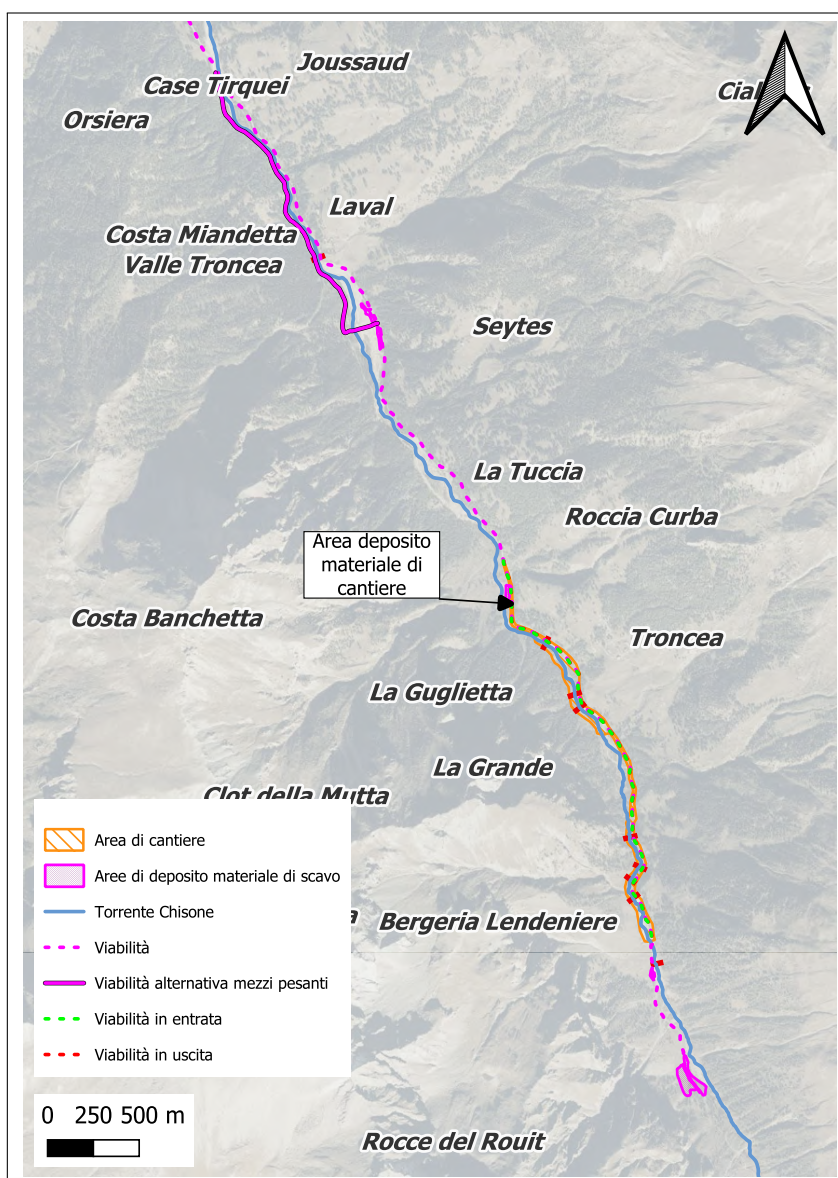 Joussaud
Case Tirquei
Orsiera
Laval
Costa Miandetta
Valle Troncea
Seytes
La Tuccia
Roccia Curba
Area deposito
materiale di
cantiere
Costa Banchetta
Troncea
La Guglietta
La Grande
Clot della Mutta
Area di cantiere
Aree di deposito materiale di scavo
Torrente Chisone
Bergeria Lendeniere
Viabilità
Viabilità alternativa mezzi pesanti
Viabilità in entrata
Viabilità in uscita
0 250 500 m
Rocce del Rouit